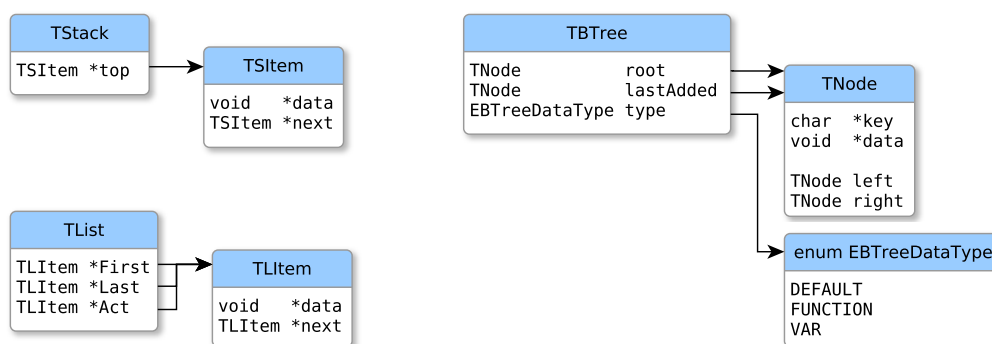 TStack
TSItem *top
TSItem
void *data
TSItem *next
TBTree
TNode root
TNode lastAdded
EBTreeDataType type
TNode
char *key
void *data
TNode left
TNode right
TList
TLItem *First
TLItem *Last
TLItem *Act
TLItem
void *data
TLItem *next
enum EBTreeDataType
DEFAULT
FUNCTION
VAR